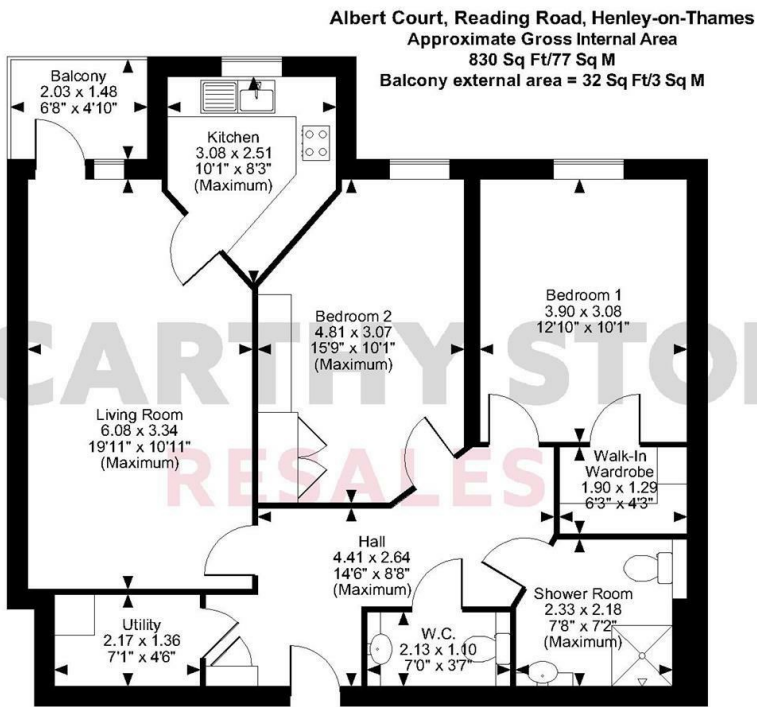 Albert Court, Reading Road, Henley-on-Thames
Approximate Gross Internal Area
830 Sq Ft/77 Sq M
Balcony external area = 32 Sq Ft/3 Sq M
Balcony
2.03 x 1.48
6'8" x 4'10"
Kitchen
3.08 x 2.51
10'1" x 8'3"
(Maximum)
Bedroom 2
4.81 x 3.07
15'9" x 10'1"
(Maximum)
Bedroom 1
3.90 x 3.08
12'10" x 10'1"
CARTHY STO
RESALES
Living Room
6.08 x 3.34
19'11" x 10'11"
(Maximum)
Walk-In
Wardrobe
1.90 x 1.29
6'3" x 4'3"
Hall
4.41 x 2.64
14'6" x 8'8"
(Maximum)
Shower Room
2.33 x 2.18
7'8" x 7'2"
(Maximum)
Utility
2.17 x 1.36
7'1" x 4'6"
W.C.
2.13 x 1.10
7'0" x 3'7"